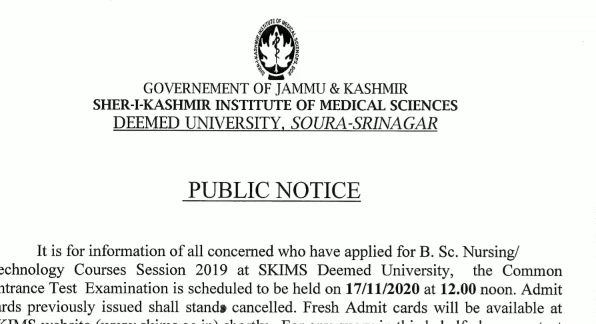 GOVERNEMENT OF JAMMU & KASHMIR
SHER-I-KASHMIR INSTITUTE OF MEDICAL SCIENCES
DEEMED UNIVERSITY, SOURA-SRINAGAR
PUBLIC NOTICE
It is for information of all concerned who have applied for B. Sc. Nursing/
echnology Courses Session 2019 at SKIMS Deemed University, the Common
ntrance Test Examination is scheduled to be held on 17/11/2020 at 12.00 noon. Admit
ards previously issued shall stands cancelled. Fresh Admit cards will be available at